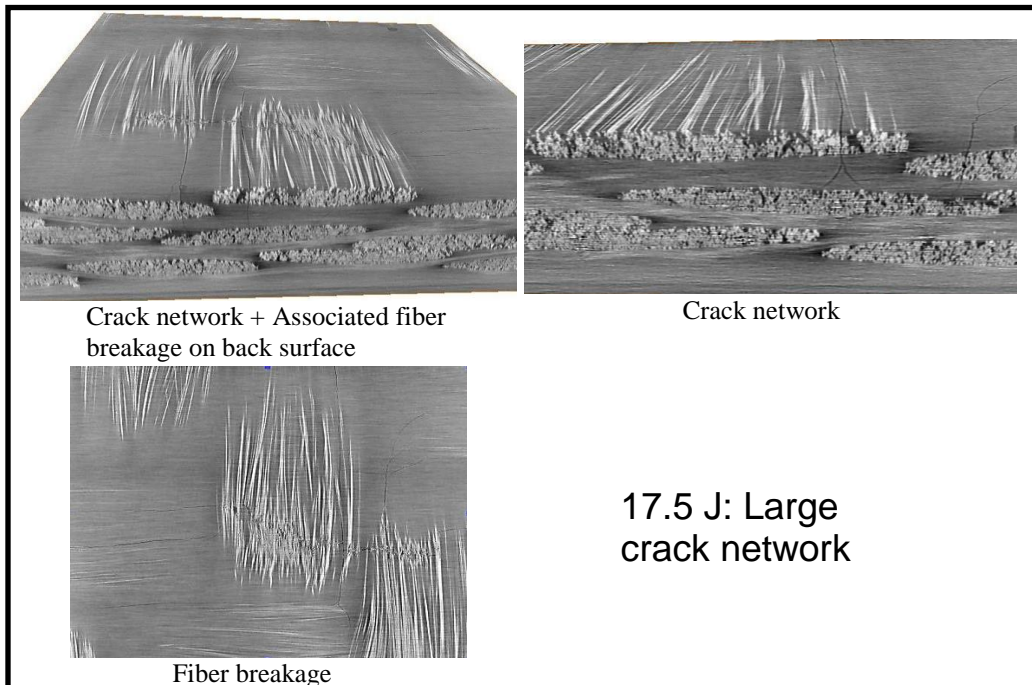 Crack network + Associated fiber
breakage on back surface
Crack network
Fiber breakage
17.5 J: Large
crack network